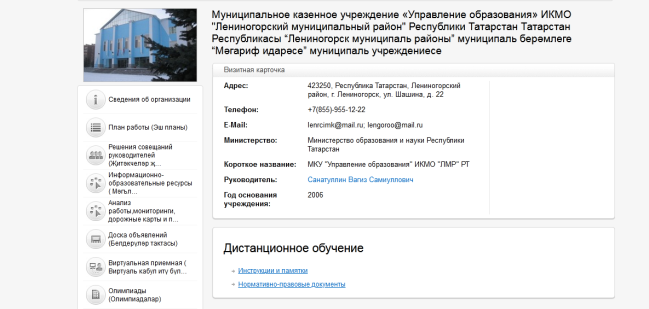 Муниципальное казенное учреждение «Управление образования» ИКМО
"Лениногорский муниципальный район" Республики Татарстан Татарстан
Республикасы “Лениногорск муниципаль районы” муниципаль берәмлеге
“Мәгариф идарәсе” муниципаль учреждениесе
Визитная карточка
Адрес: 423250, Республика Татарстан, Лениногорский
район, г. Лениногорск, ул. Шашина, д. 22
Телефон: +7(855)-955-12-22
E-Mail: lenrcimk@mail.ru; lengoroo@mail.ru
Министерство: Министерство образования и науки Республики
Татарстан
Короткое название: МКУ "Управление образования" ИКМО "ЛМР" РТ
Руководитель: Санатуллин Вагиз Самиуллович
Год основания 2006
учреждения:
Дистанционное обучение
Инструкции и памятки
Нормативно-правовые документы
Сведения об организации
План работы (Эш планы)
Решения совещаний
руководителей
(Җитәкчеләр җ...
Информационно-
образовательные ресурсы
( Мәгъл...
Анализ
работы,мониторинги,
дорожные карты и п...
Доска объявлений
(Белдерүләр тактасы)
Виртуальная приемная (
Виртуаль кабул итү бүл...
Олимпиады
(Олимпиадалар)